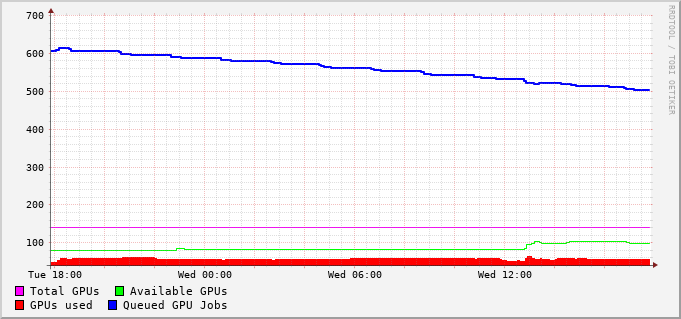 700
600
500
400
300
200
100
Tue 18:00 Wed 00:00 Wed 06:00 Wed 12:00
Total GPUs Available GPUs
GPUs used Queued GPU Jobs
RRDTOOL / TOBI OETIKER